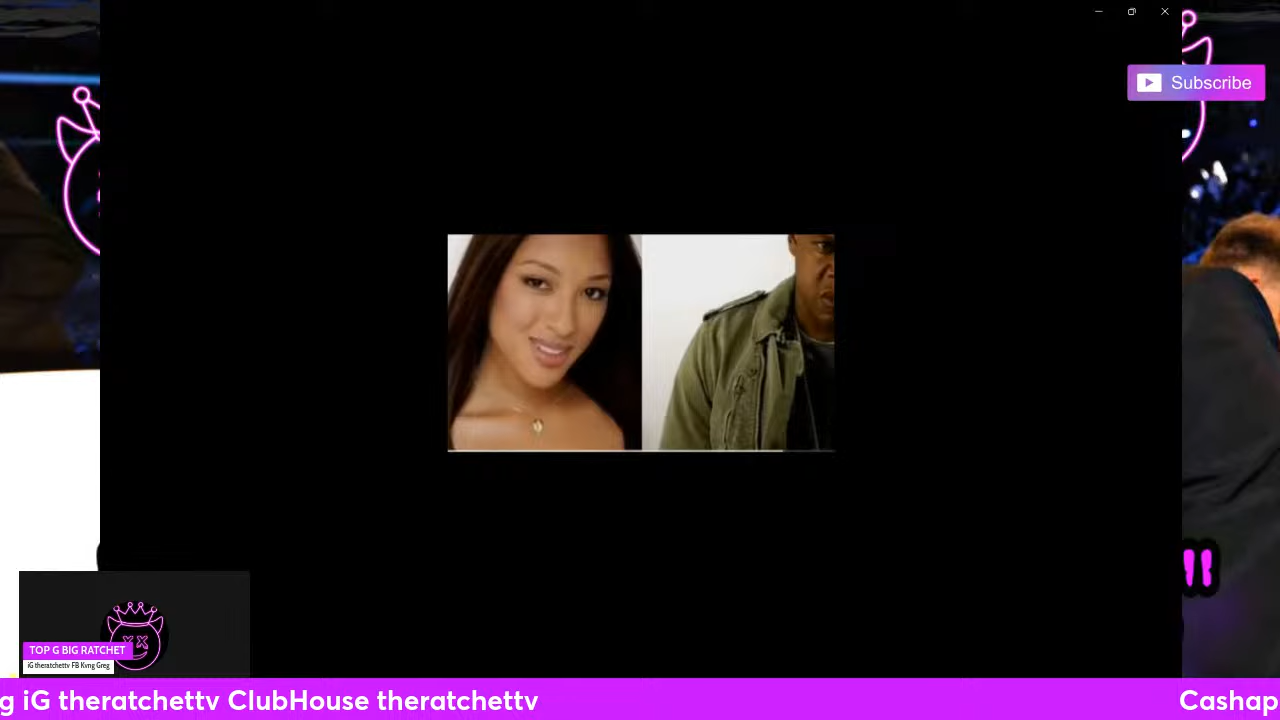 Subscribe
TOP G BIG RATCHET
iG theratchettv FB Kvng Greg
g iG theratchettv ClubHouse theratchettv
Cashap